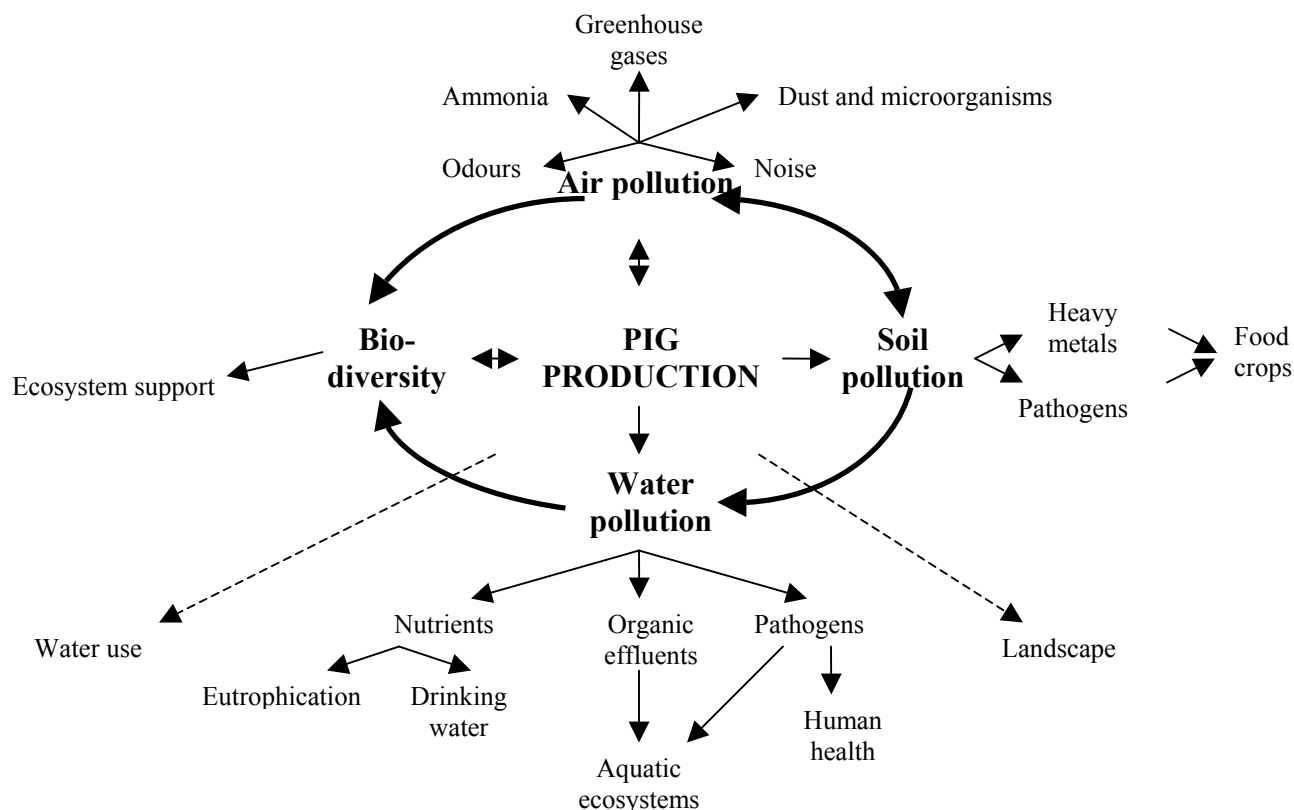 Greenhouse
gases
Ammonia
Dust and microorganisms
Odours
Noise
Air pollution
Bio-
diversity
PIG
PRODUCTION
Soil
pollution
Heavy
metals
Pathogens
Food
crops
Ecosystem support
Water
pollution
Water use
Nutrients
Organic
effluents
Pathogens
Landscape
Eutrophication
Drinking
water
Human
health
Aquatic
ecosystems